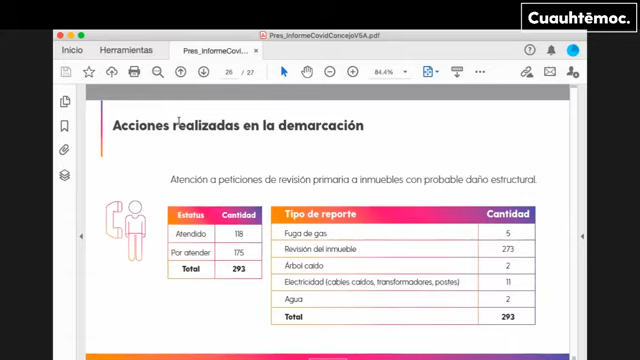 Cuauhtēmoc.
Pres_InformeCovidConcejoV5A.pdf
Inicio
Herramientas
Pres_InformeCovi...
26 / 27
84.4%
Acciones realizadas en la demarcación
Atención a peticiones de revisión primaria a inmuebles con probable daño estructural.
Estatus Cantidad
Atendido 118
Por atender 175
Total 293
Tipo de reporte Cantidad
Fuga de gas 5
Revisión del inmueble 273
Árbol caído 2
Electricidad (cables caídos, transformadores, postes) 11
Agua 2
Total 293